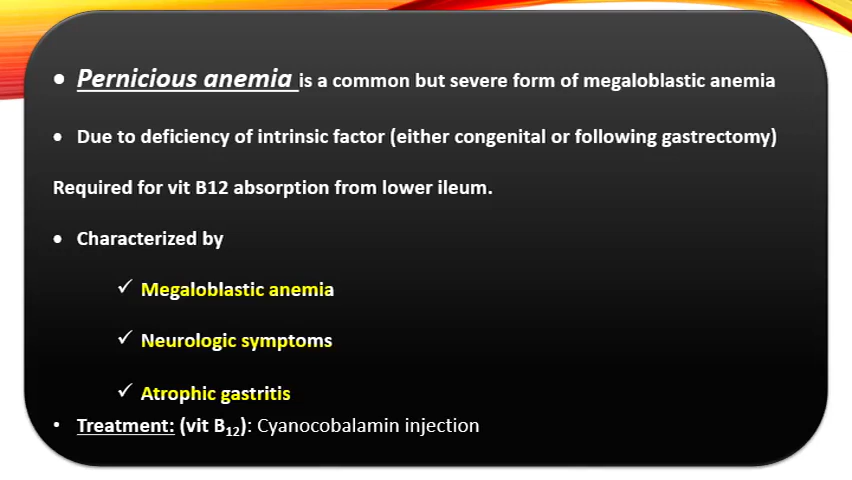 • Pernicious anemia is a common but severe form of megaloblastic anemia
• Due to deficiency of intrinsic factor (either congenital or following gastrectomy)
Required for vit B12 absorption from lower ileum.
• Characterized by
✓ Megaloblastic anemia
✓ Neurologic symptoms
✓ Atrophic gastritis
• Treatment: (vit B₁₂): Cyanocobalamin injection